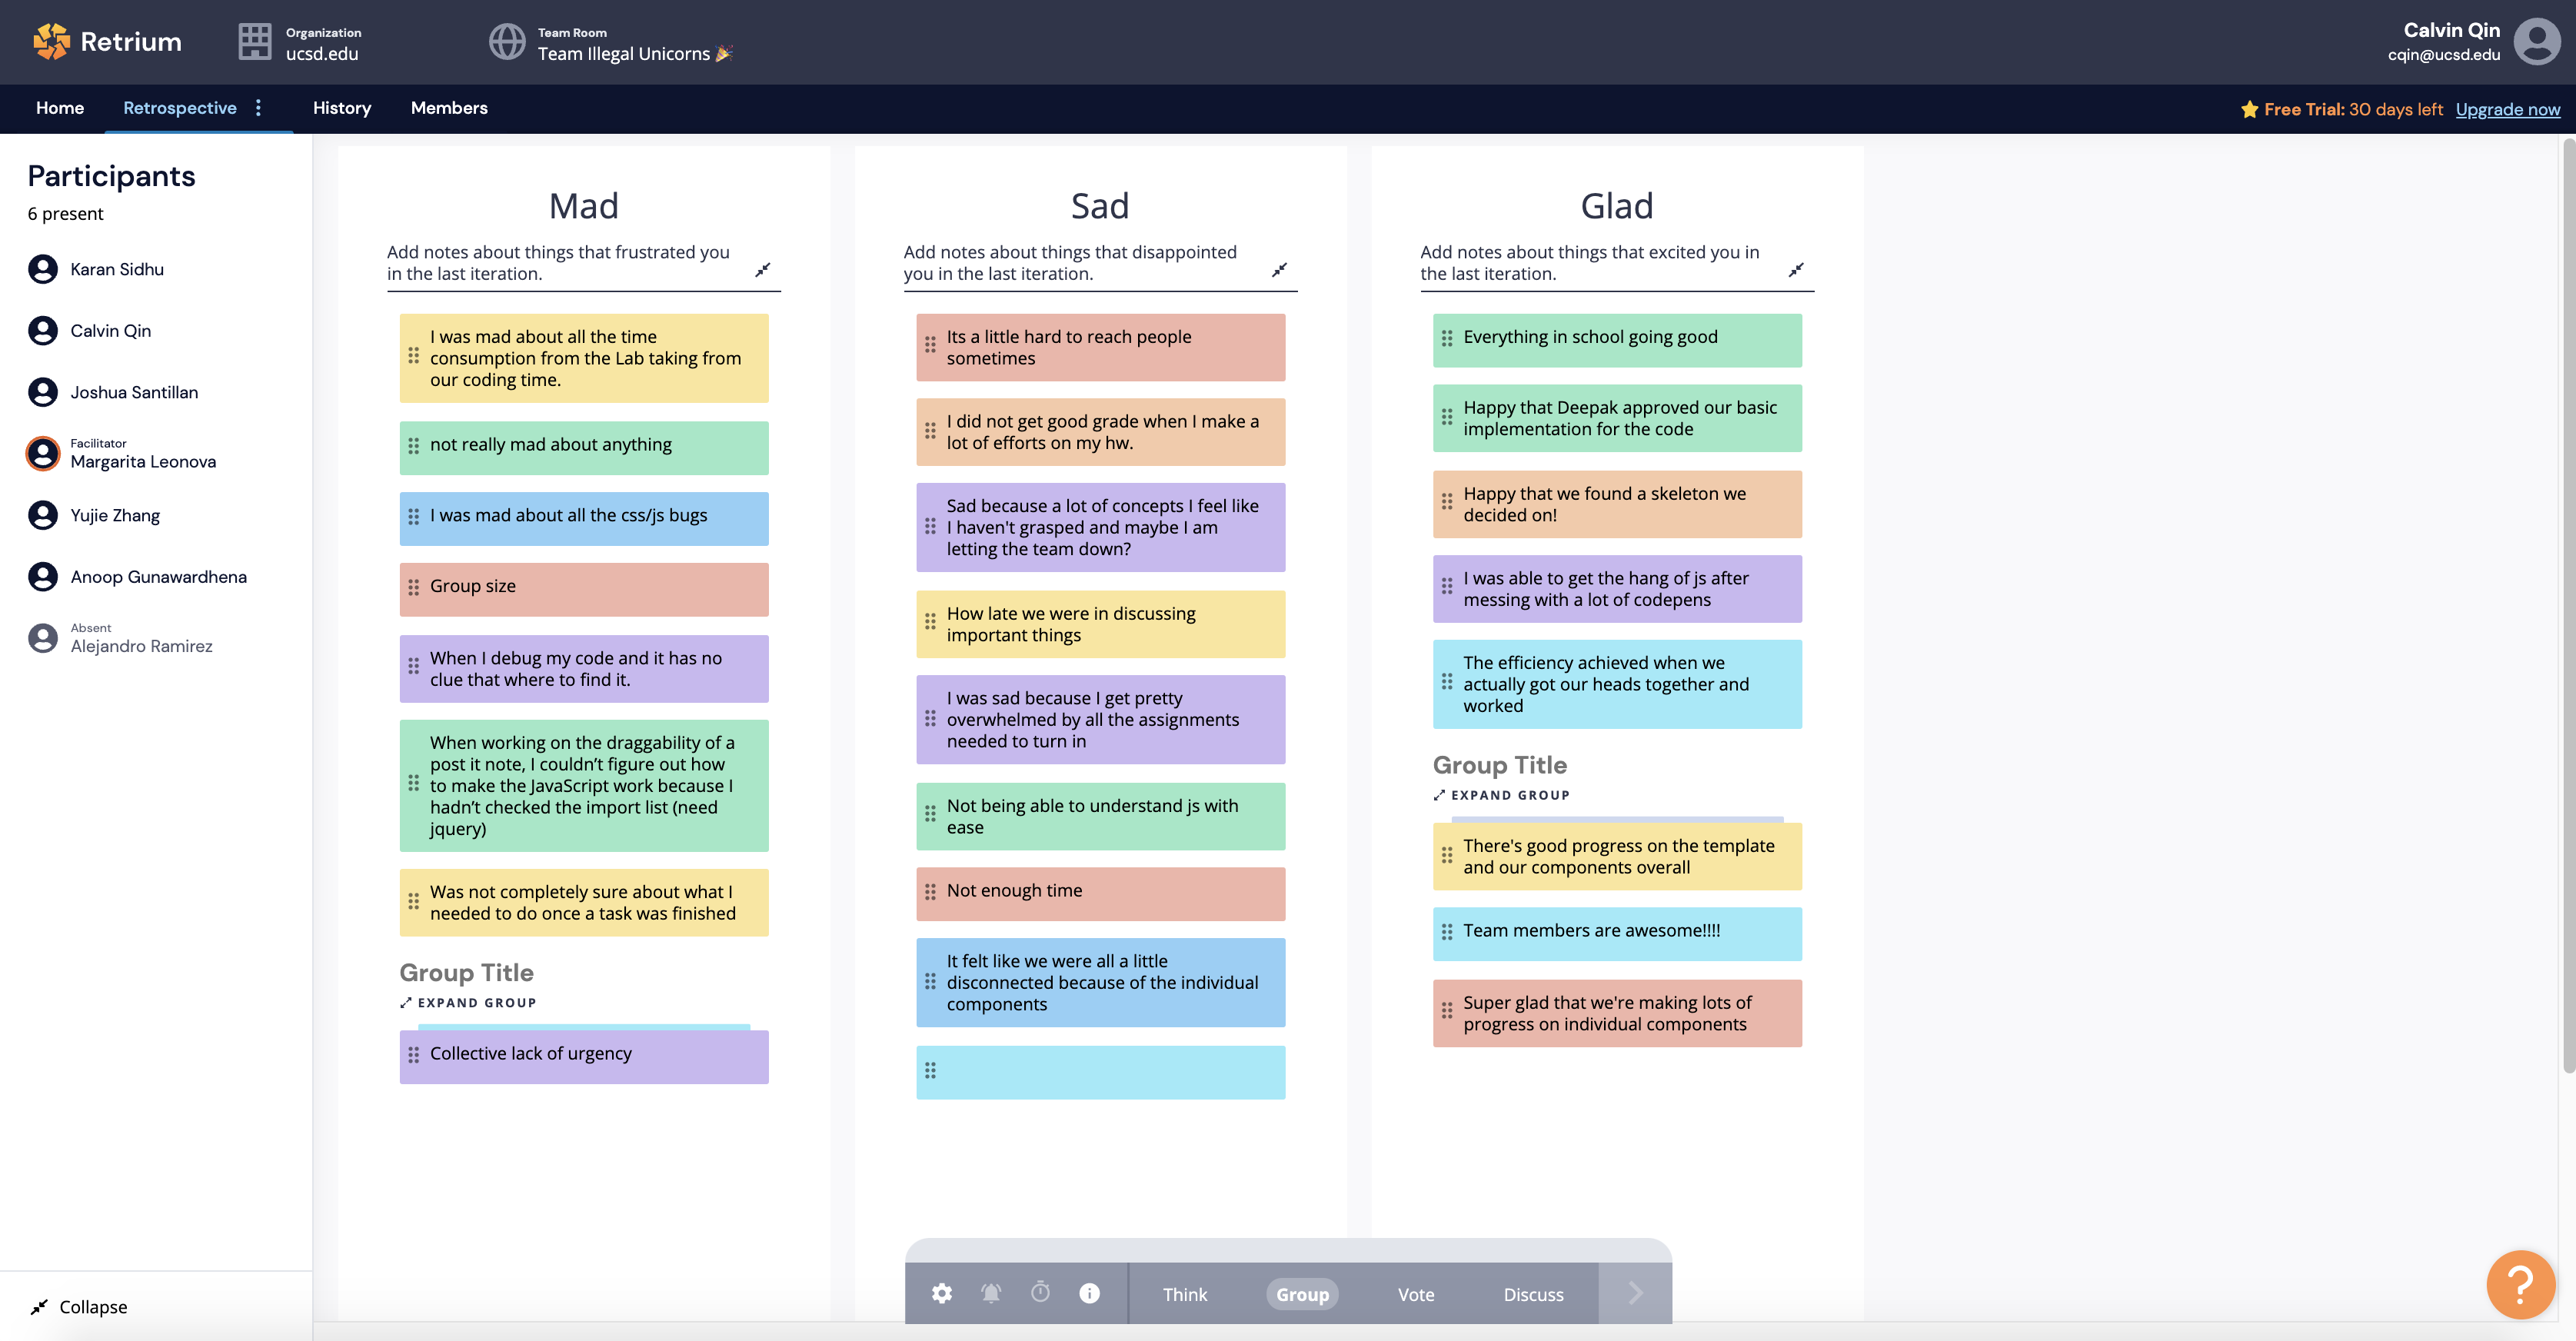 Retrium
Organization
ucsd.edu
Team Room
Team Illegal Unicorns 🎉
Calvin Qin
cqin@ucsd.edu
Home
Retrospective
History
Members
Free Trial: 30 days left Upgrade now
Participants
6 present
Karan Sidhu
Calvin Qin
Joshua Santillan
Facilitator
Margarita Leonova
Yujie Zhang
Anoop Gunawardhena
Absent
Alejandro Ramirez
Collapse
Mad
Add notes about things that frustrated you
in the last iteration.
I was mad about all the time
consumption from the Lab taking from
our coding time.
not really mad about anything
I was mad about all the css/js bugs
Group size
When I debug my code and it has no
clue that where to find it.
When working on the draggability of a
post it note, I couldn’t figure out how
to make the JavaScript work because I
hadn’t checked the import list (need
jquery)
Was not completely sure about what I
needed to do once a task was finished
Group Title
EXPAND GROUP
Collective lack of urgency
Sad
Add notes about things that disappointed
you in the last iteration.
Its a little hard to reach people
sometimes
I did not get good grade when I make a
lot of efforts on my hw.
Sad because a lot of concepts I feel like
I haven't grasped and maybe I am
letting the team down?
How late we were in discussing
important things
I was sad because I get pretty
overwhelmed by all the assignments
needed to turn in
Not being able to understand js with
ease
Not enough time
It felt like we were all a little
disconnected because of the individual
components
Glad
Add notes about things that excited you in
the last iteration.
Everything in school going good
Happy that Deepak approved our basic
implementation for the code
Happy that we found a skeleton we
decided on!
I was able to get the hang of js after
messing with a lot of codepens
The efficiency achieved when we
actually got our heads together and
worked
Group Title
EXPAND GROUP
There's good progress on the template
and our components overall
Team members are awesome!!!!
Super glad that we're making lots of
progress on individual components
Think
Group
Vote
Discuss
?